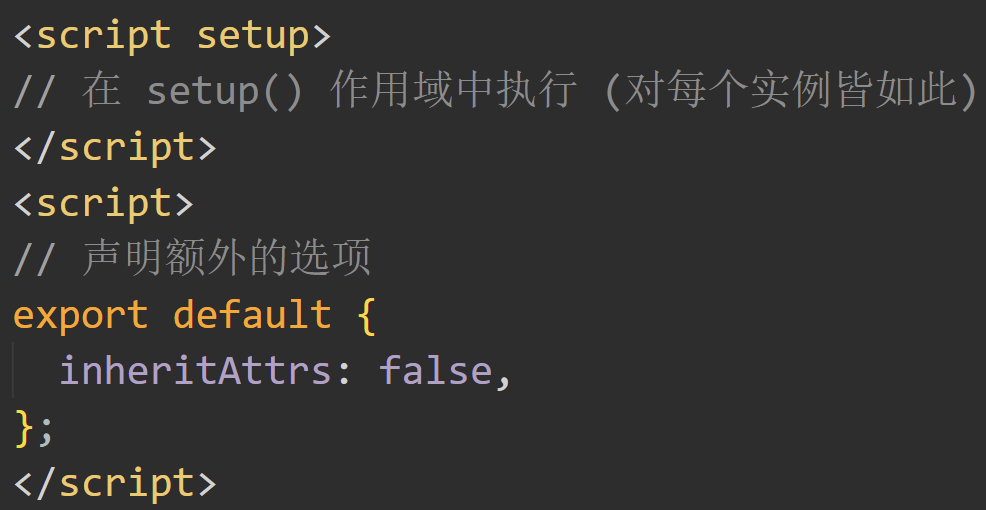 <script setup>
// 在 setup() 作用域中执行 (对每个实例皆如此)
</script>
<script>
// 声明额外的选项
export default {
  inheritAttrs: false,
};
</script>